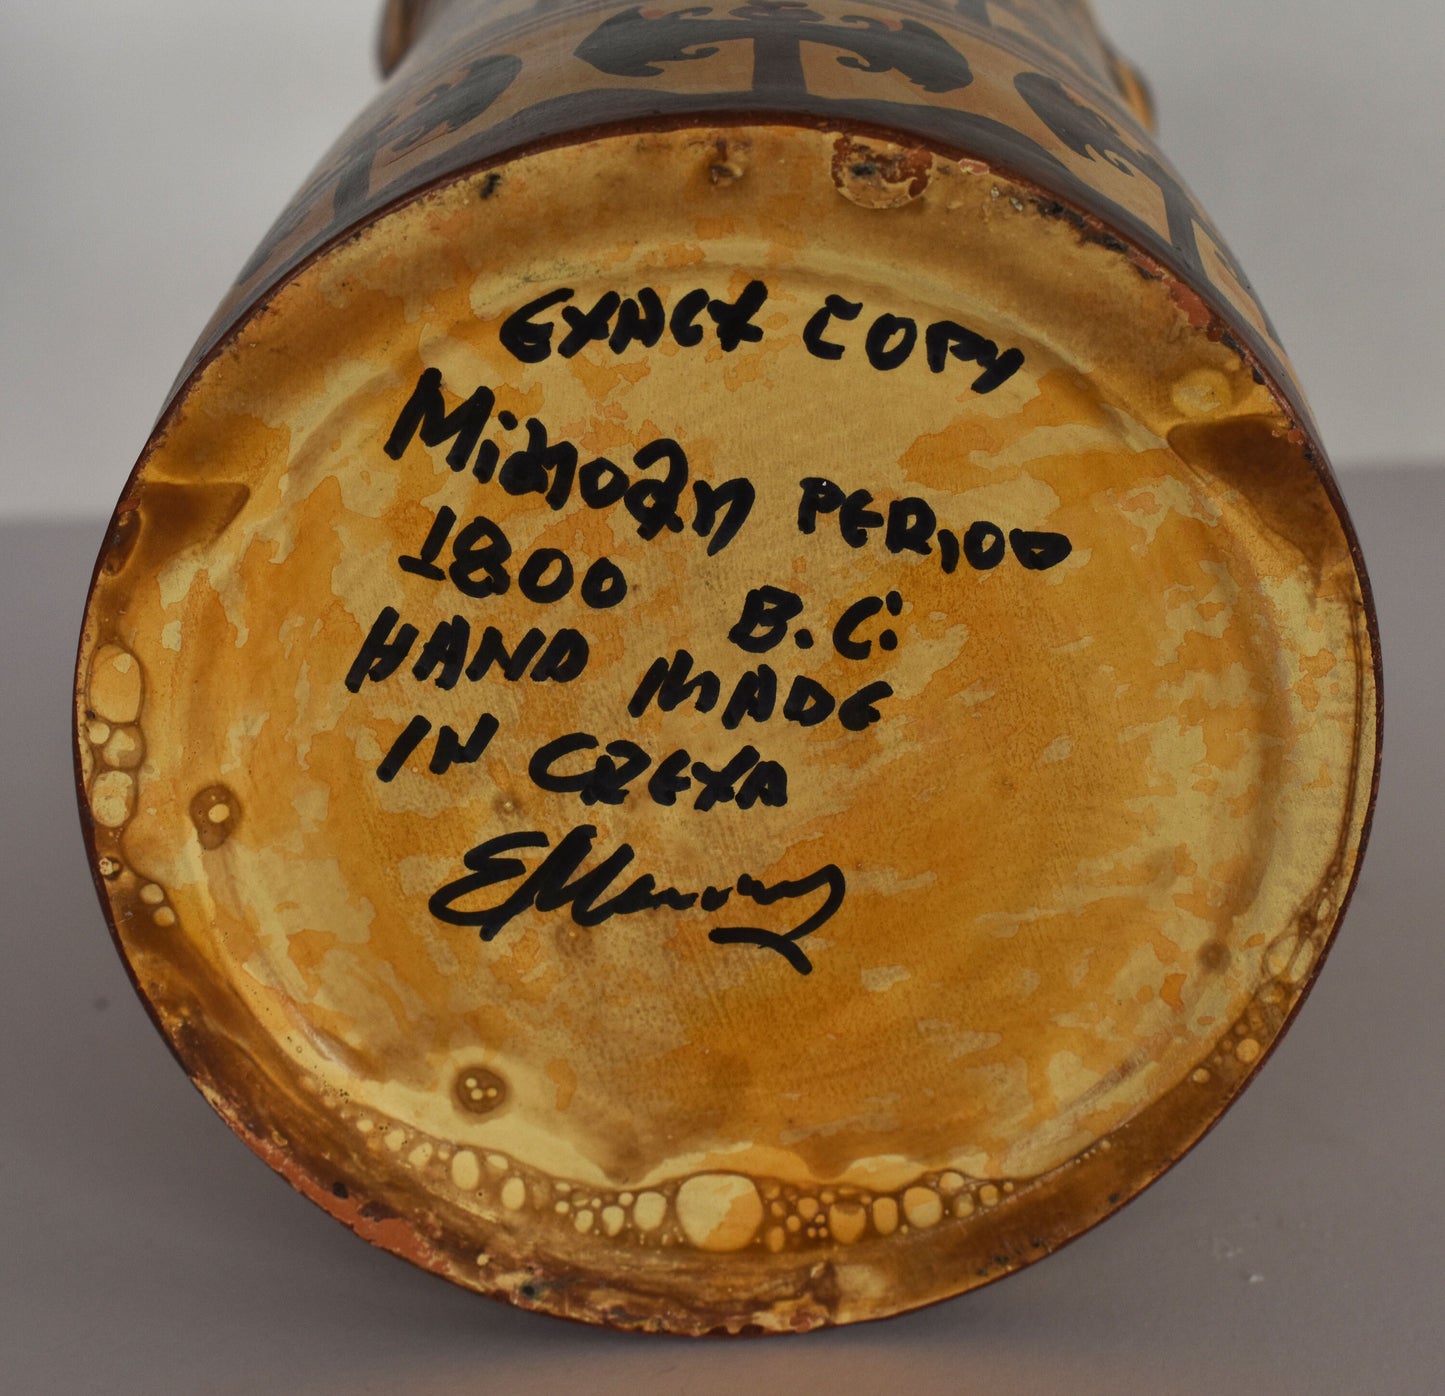 EXACT COPY
Minoan PERIOD
1800 B.C.
HAND MADE
IN CRETA